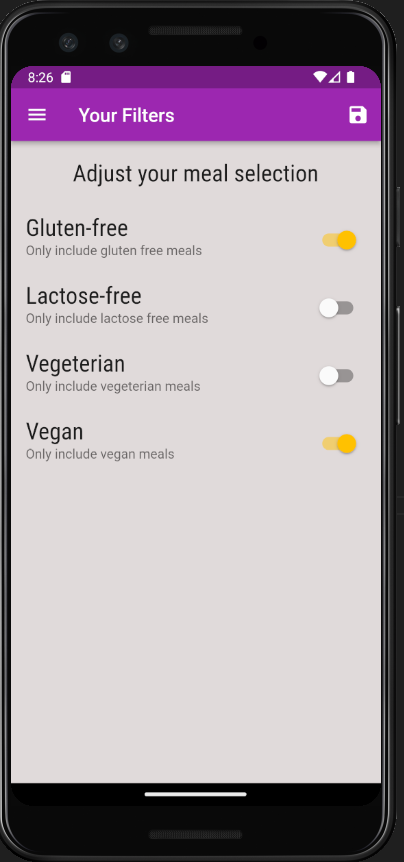 8:26
Your Filters
Adjust your meal selection
Gluten-free
Only include gluten free meals
Lactose-free
Only include lactose free meals
Vegeterian
Only include vegeterian meals
Vegan
Only include vegan meals